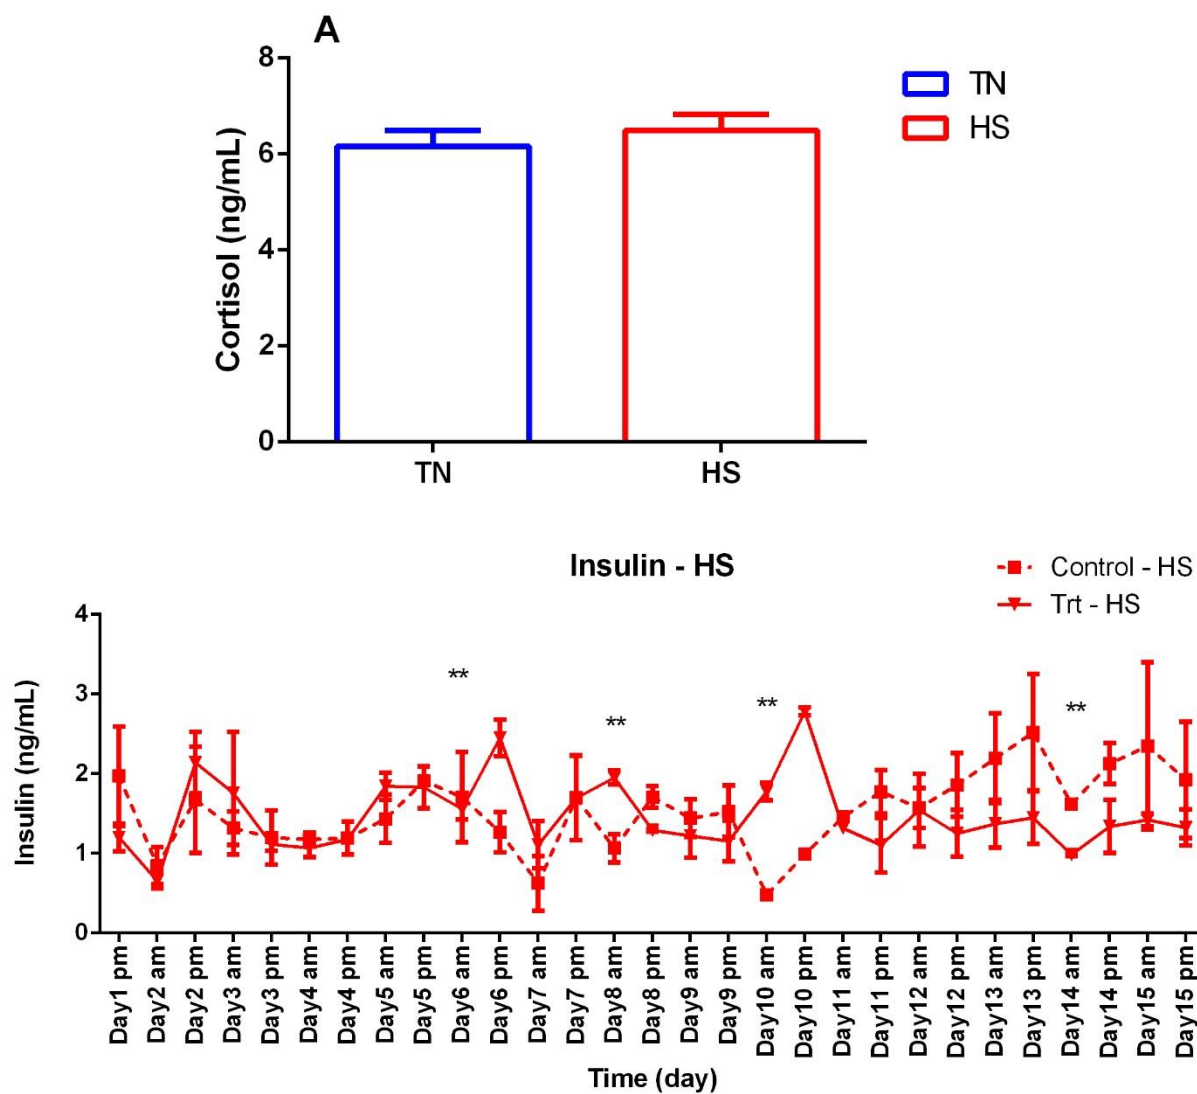 A
8
6
4
2
0
Cortisol (ng/mL)
TN
HS
TN
HS
Insulin - HS
Control - HS
Trt - HS
4
3
2
1
0
Insulin (ng/mL)
**
**
**
**
Day1 pm
Day2 am
Day2 pm
Day3 am
Day3 pm
Day4 am
Day4 pm
Day5 am
Day5 pm
Day6 am
Day6 pm
Day7 am
Day7 pm
Day8 am
Day8 pm
Day9 am
Day9 pm
Day10 am
Day10 pm
Day11 am
Day11 pm
Day12 am
Day12 pm
Day13 am
Day13 pm
Day14 am
Day14 pm
Day15 am
Day15 pm
Time (day)